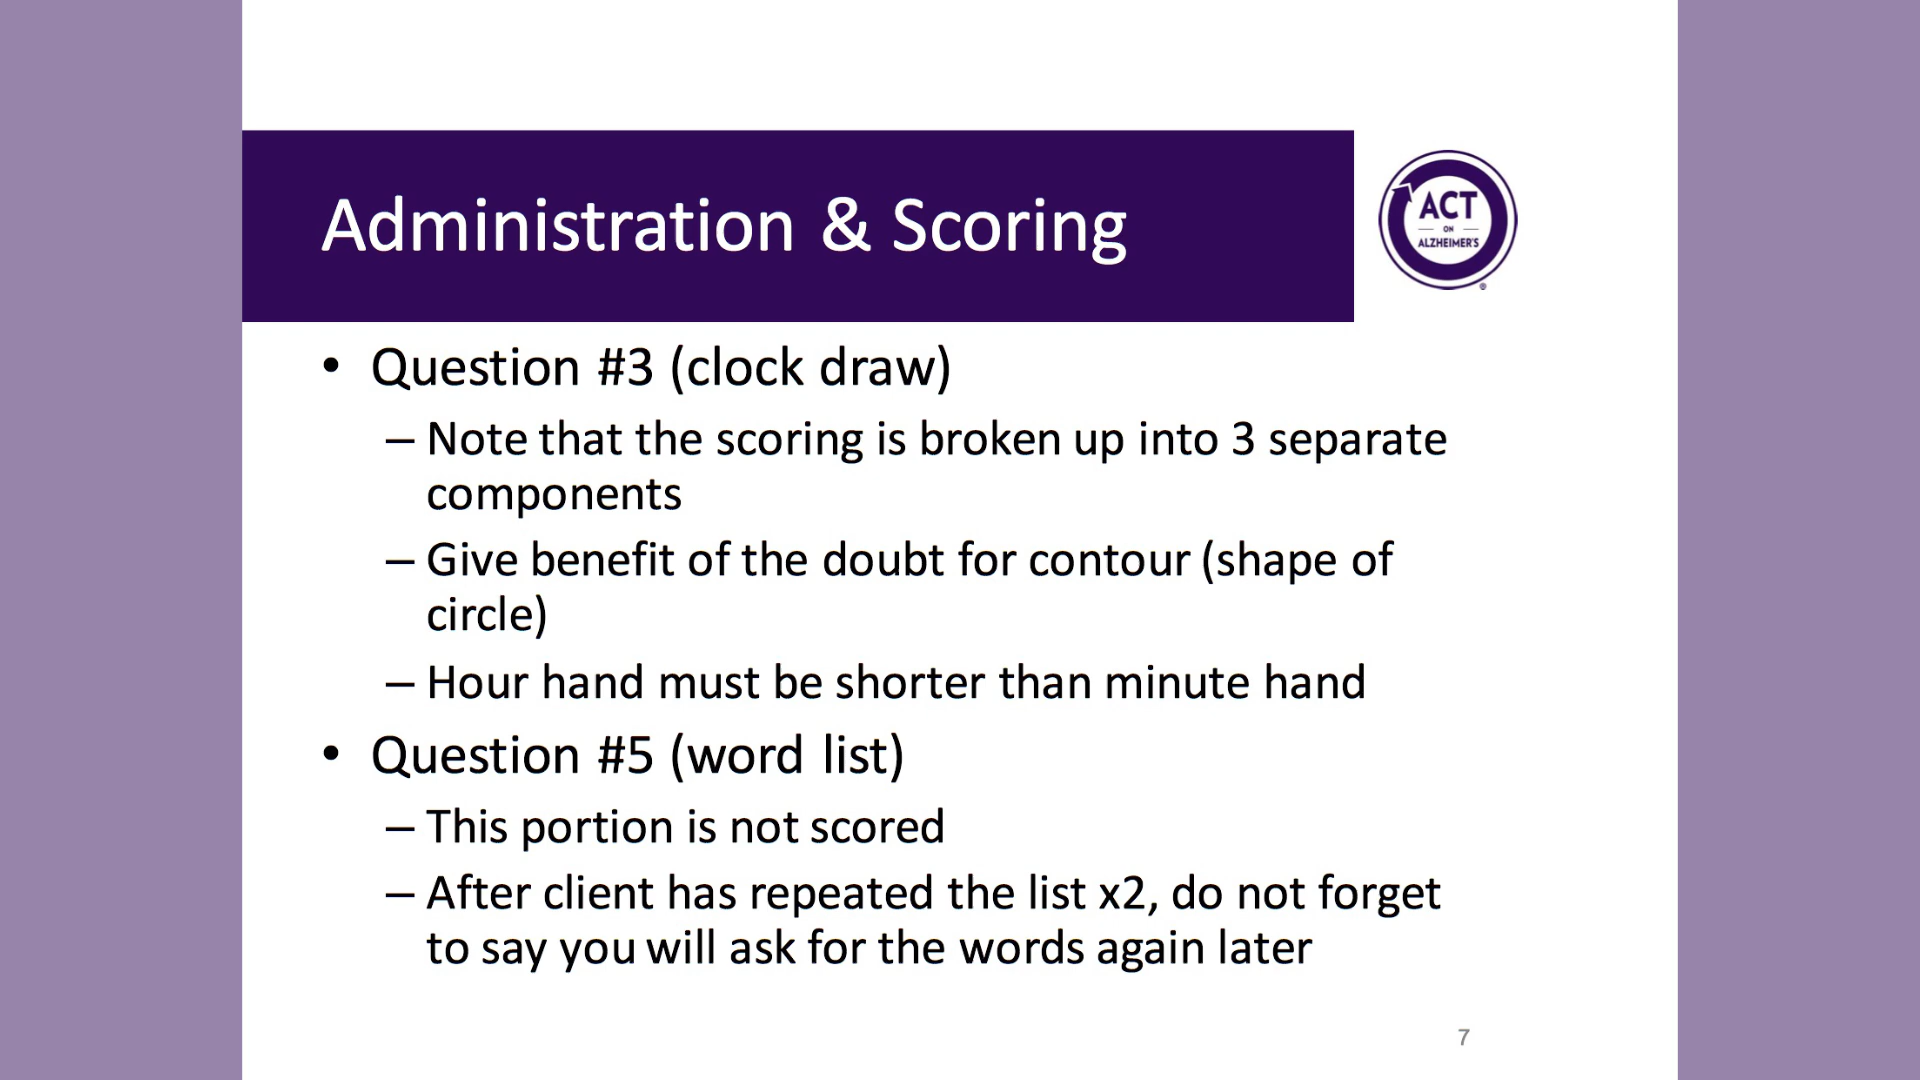 Administration & Scoring
ACT
ON
ALZHEIMER'S
®
• Question #3 (clock draw)
– Note that the scoring is broken up into 3 separate
components
– Give benefit of the doubt for contour (shape of
circle)
– Hour hand must be shorter than minute hand
• Question #5 (word list)
– This portion is not scored
– After client has repeated the list x2, do not forget
to say you will ask for the words again later
7